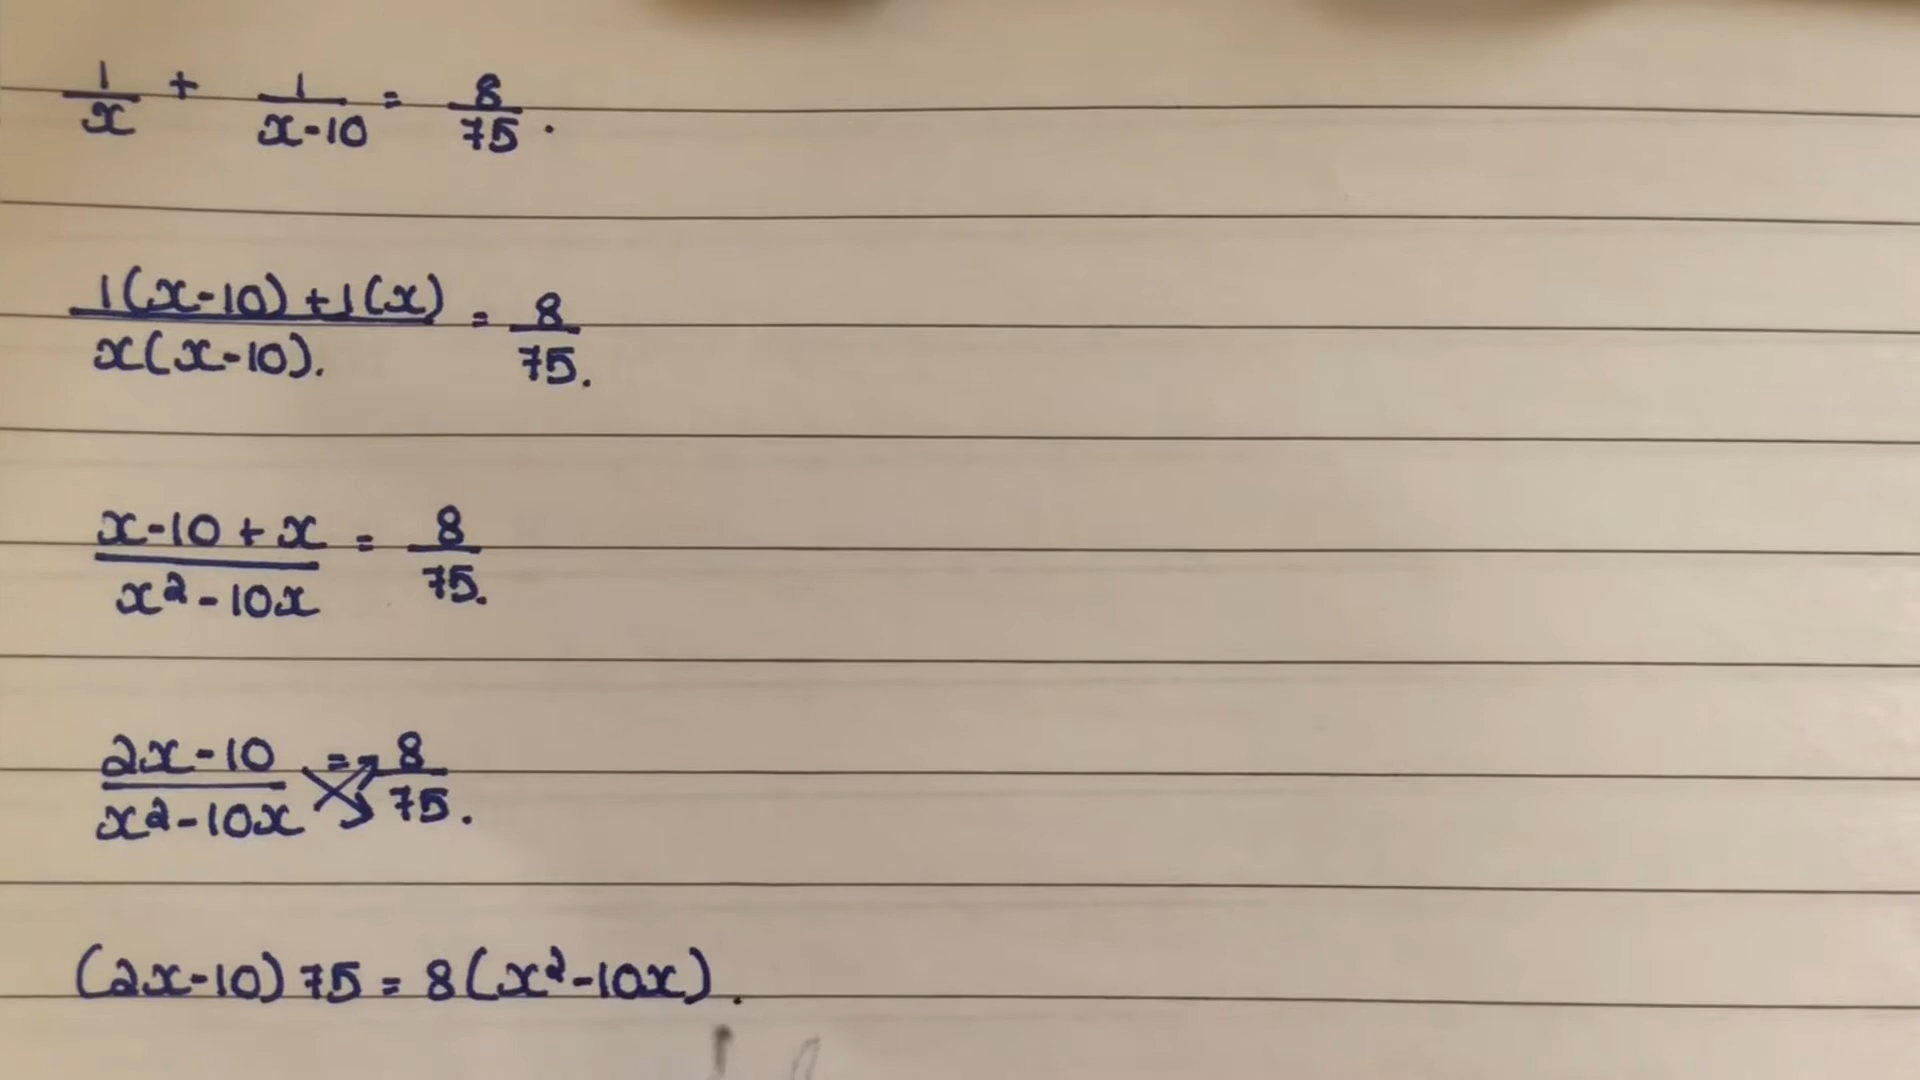 1/x + 1/(x-10) = 8/75.
(1(x-10)+1(x))/(x(x-10).) = 8/75.
(x-10+x)/(x²-10x) = 8/75.
(2x-10)/(x²-10x) = 8/75.
(2x-10)75=8(x²-10x).